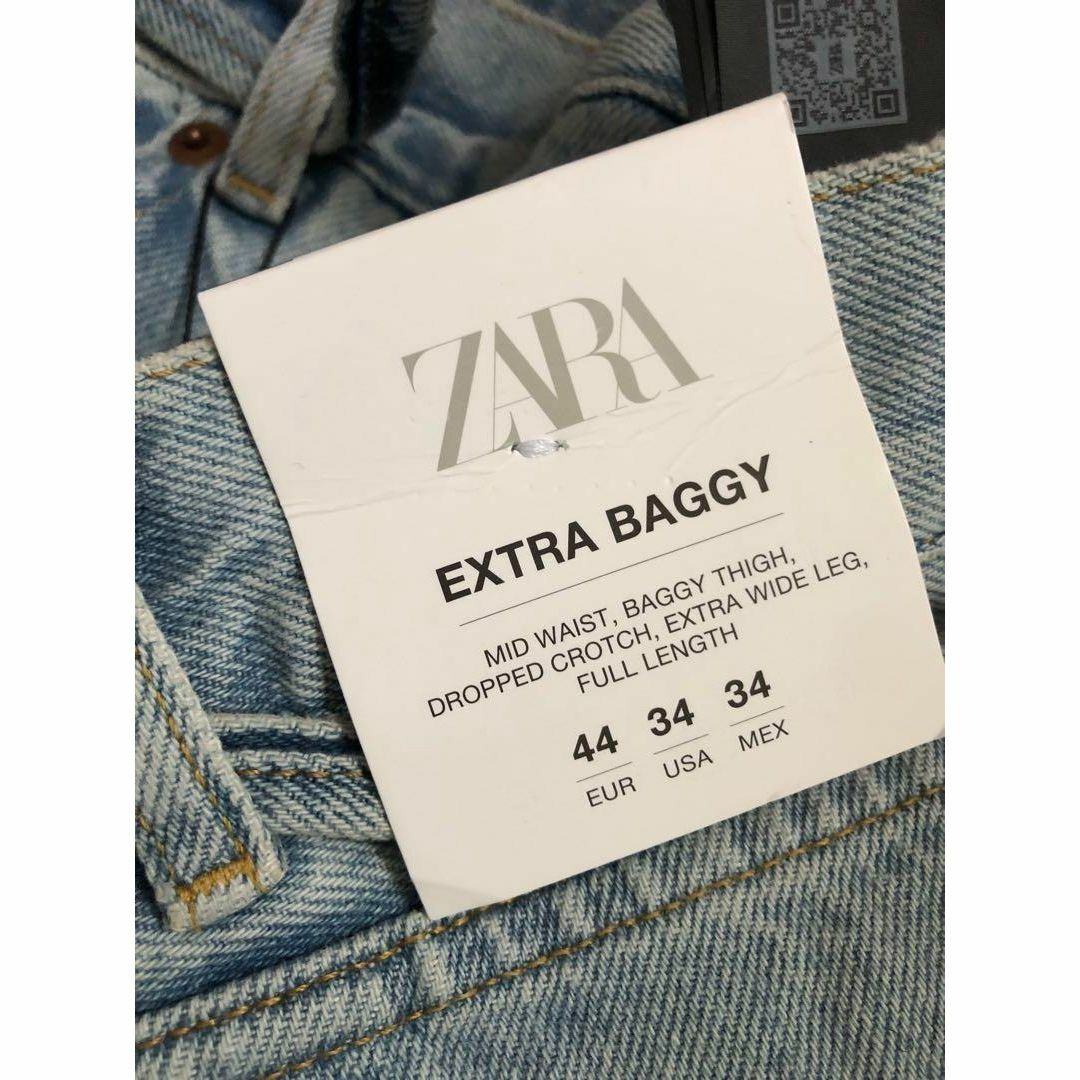 ZARA
EXTRA BAGGY
MID WAIST, BAGGY THIGH,
DROPPED CROTCH, EXTRA WIDE LEG,
FULL LENGTH
44 34 34
EUR USA MEX